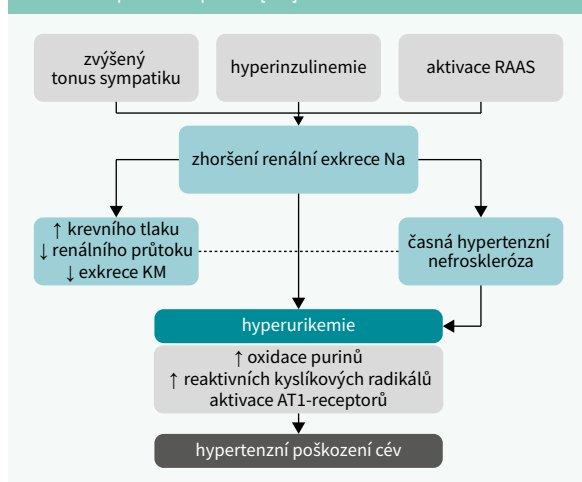 zvýšený
tonus sympatiku
hyperinzulinemie
aktivace RAAS
zhoršení renální exkrece Na
↑ krevního tlaku
↓ renálního průtoku
↓ exkrece KM
časná hypertenzní
nefroskleróza
hyperurikemie
↑ oxidace purinů
↑ reaktivních kyslíkových radikálů
aktivace AT1-receptorů
hypertenzní poškození cév